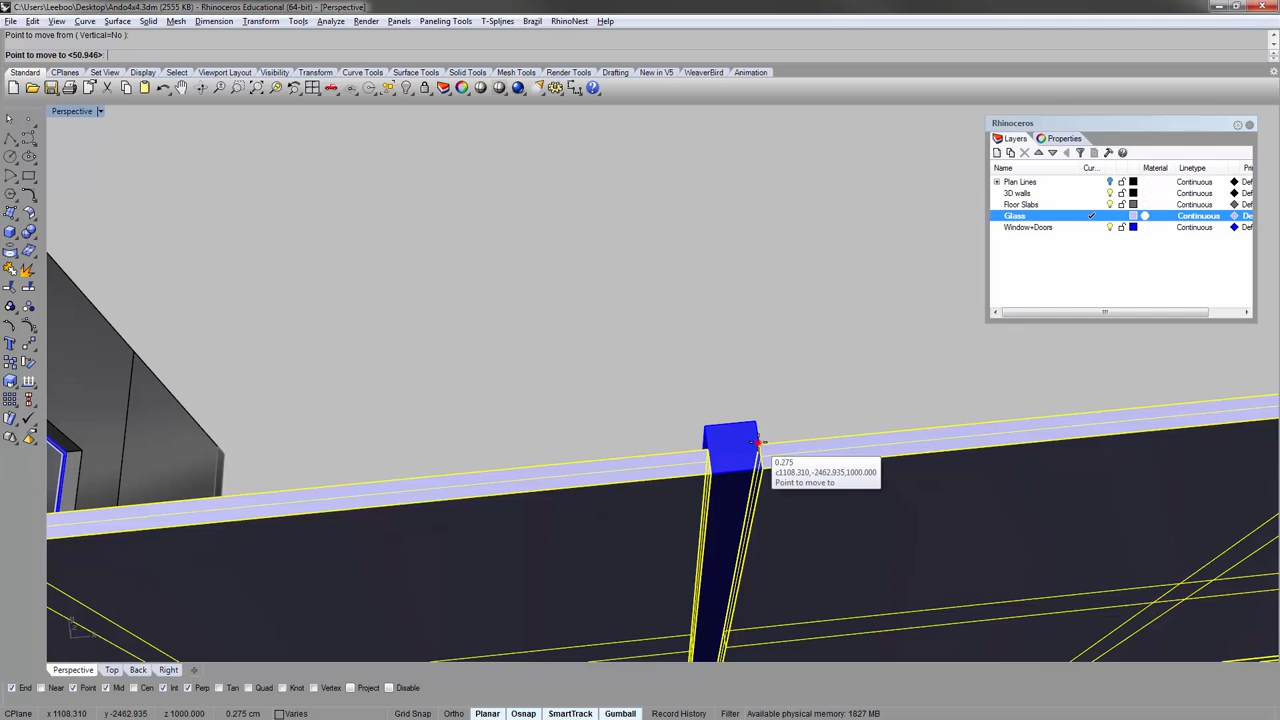 C:\Users\Leeboo\Desktop\Ando4x4.3dm (2555 KB) - Rhinoceros Educational (64-bit) - [Perspective]
File Edit View Curve Surface Solid Mesh Dimension Transform Tools Analyze Render Panels Paneling Tools T-Splines Brazil RhinoNest Help
Point to move from ( Vertical=No ):
Point to move to <50.946>:
Standard CPlanes Set View Display Select Viewport Layout Visibility Transform Curve Tools Surface Tools Solid Tools Mesh Tools Render Tools Drafting New in V5 WeaverBird Animation
Perspective
Rhinoceros
Layers Properties
Name Cur... Material Linetype Pri
Plan Lines Continuous Def
3D walls Continuous Def
Floor Slabs Continuous Def
Glass Continuous De
Window+Doors Continuous Def
0.275
c1108.310,-2462.935,1000.000
Point to move to
z
Perspective Top Back Right
End Near Point Mid Cen Int Perp Tan Quad Knot Vertex Project Disable
CPlane x 1108.310 y -2462.935 z 1000.000 0.275 cm Varies Grid Snap Ortho Planar Osnap SmartTrack Gumball Record History Filter Available physical memory: 1827 MB